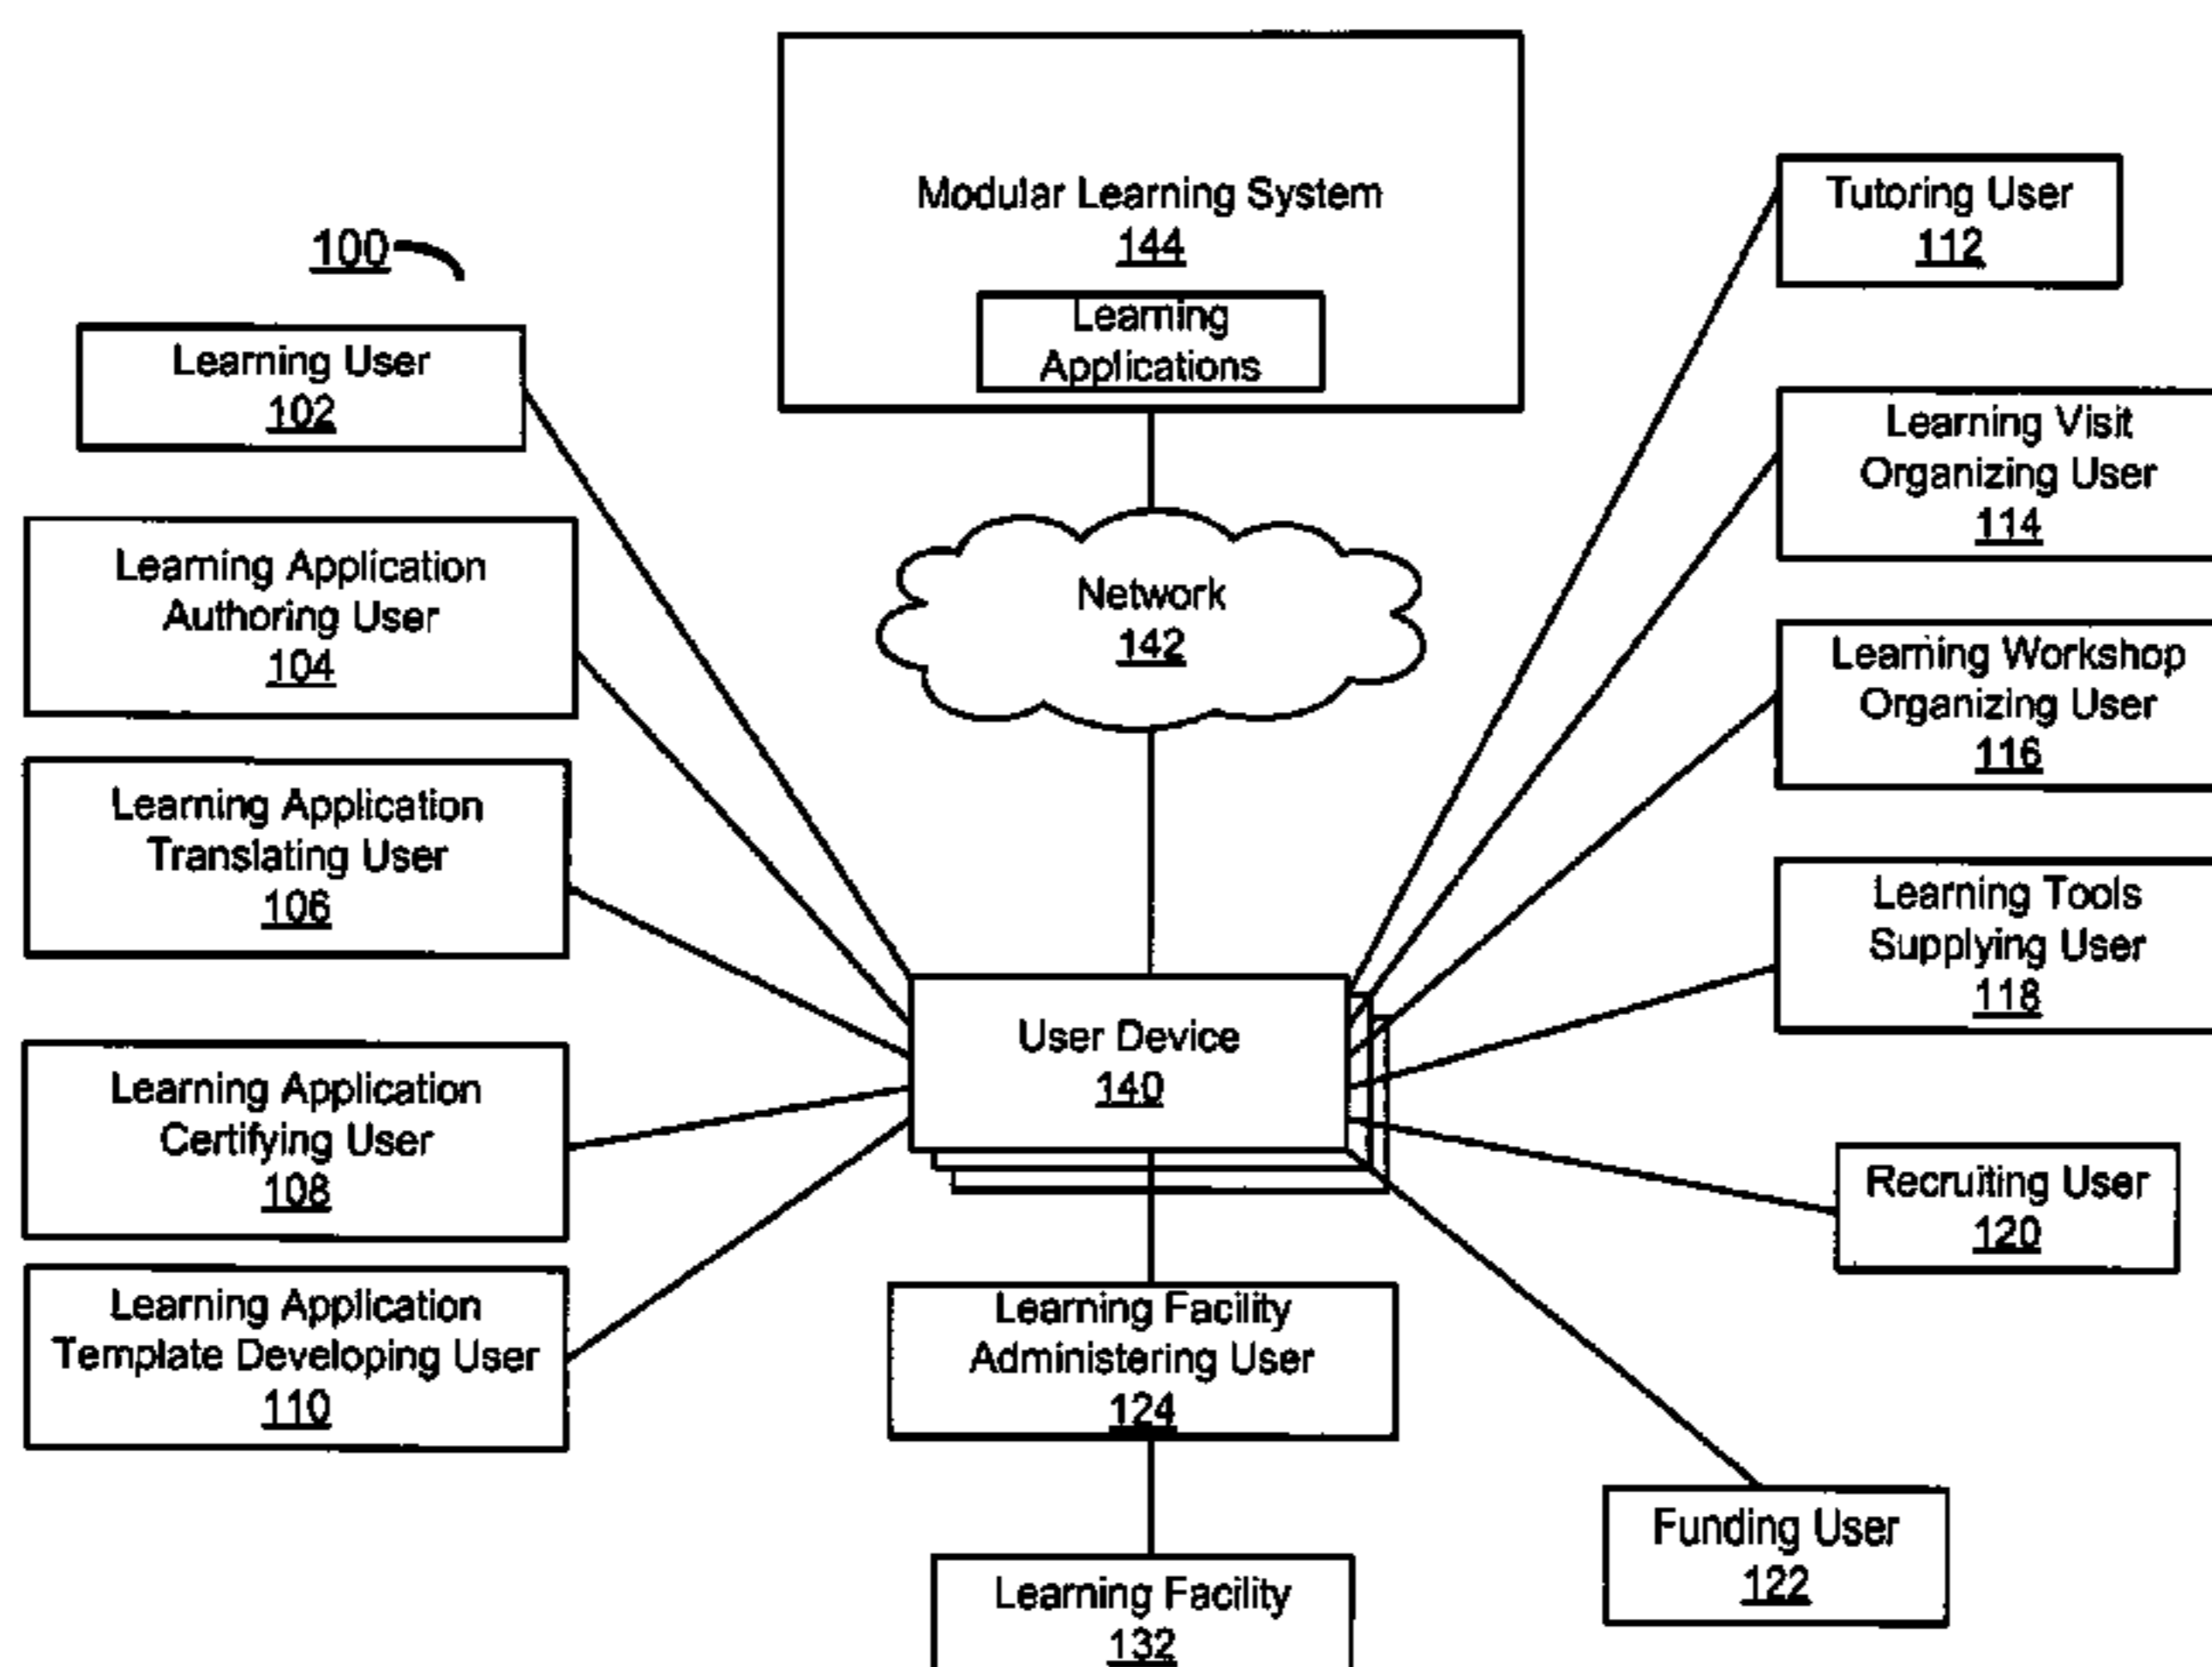 100
Modular Learning System
144
Learning
Applications
Learning User
102
Learning Application
Authoring User
104
Learning Application
Translating User
106
Learning Application
Certifying User
108
Learning Application
Template Developing User
110
Network
142
User Device
140
Learning Facility
Administering User
124
Learning Facility
132
Tutoring User
112
Learning Visit
Organizing User
114
Learning Workshop
Organizing User
116
Learning Tools
Supplying User
118
Recruiting User
120
Funding User
122